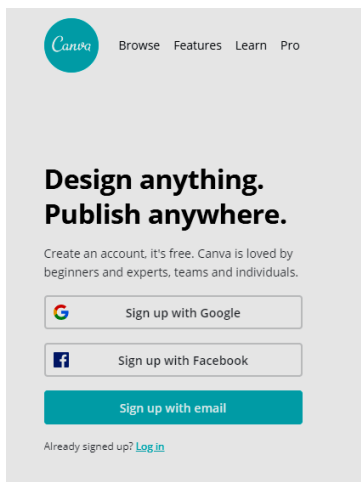 Canva Browse Features Learn Pro
Design anything.
Publish anywhere.
Create an account, it's free. Canva is loved by
beginners and experts, teams and individuals.
Sign up with Google
Sign up with Facebook
Sign up with email
Already signed up? Log in